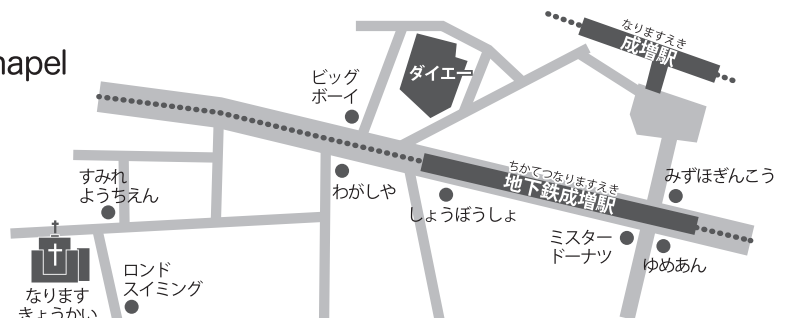 hapel
なりますえき
成増駅
ダイエー
ビッグ
ボーイ
ちかてつなりますえき
地下鉄成増駅
みずほぎんこう
すみれ
ようちえん
わがしや
しょうぼうしょ
ミスター
ドーナツ
ゆめあん
ロンド
スイミング
なります
きょうかい